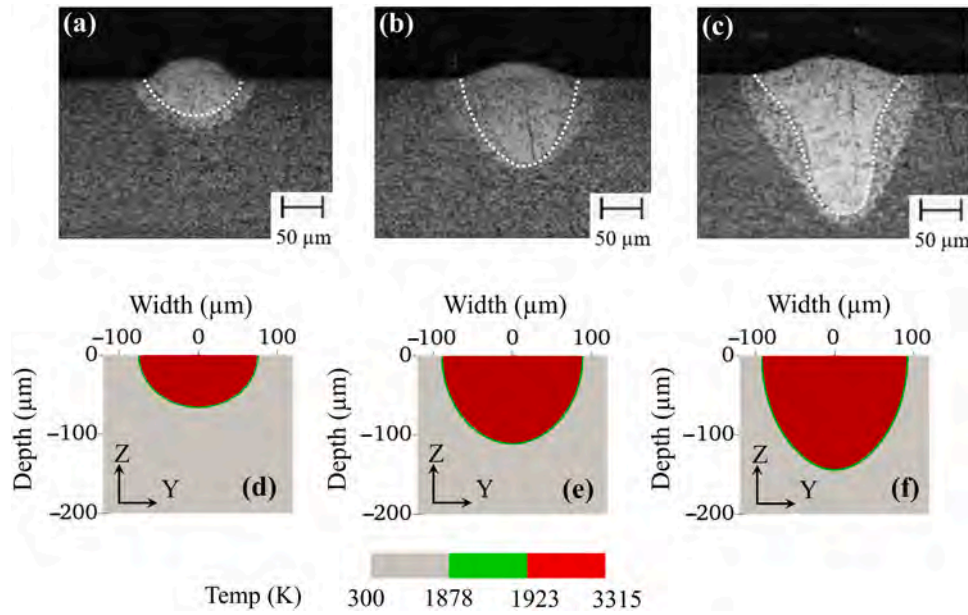 (a) (b) (c)
50 µm 50 µm 50 µm
Width (µm) Width (µm) Width (µm)
−100 0 100 −100 0 100 −100 0 100
0 0 0
Depth (µm) Depth (µm) Depth (µm)
−100 −100 −100
Z Z Z
Y (d) Y (e) Y (f)
−200 −200 −200
Temp (K) 300 1878 1923 3315